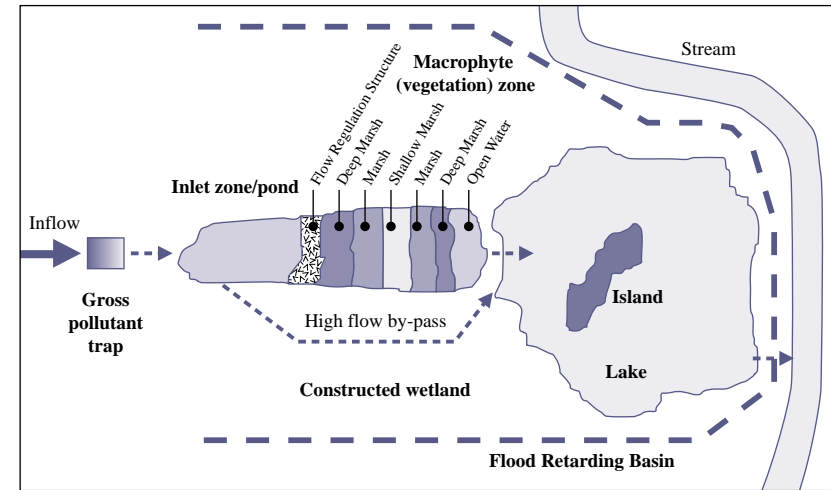 Stream
Macrophyte
(vegetation) zone
Flow Regulation Structure
Deep Marsh
Marsh
Shallow Marsh
Marsh
Deep Marsh
Open Water
Inlet zone/pond
Inflow
Gross
pollutant
trap
High flow by-pass
Island
Lake
Constructed wetland
Flood Retarding Basin